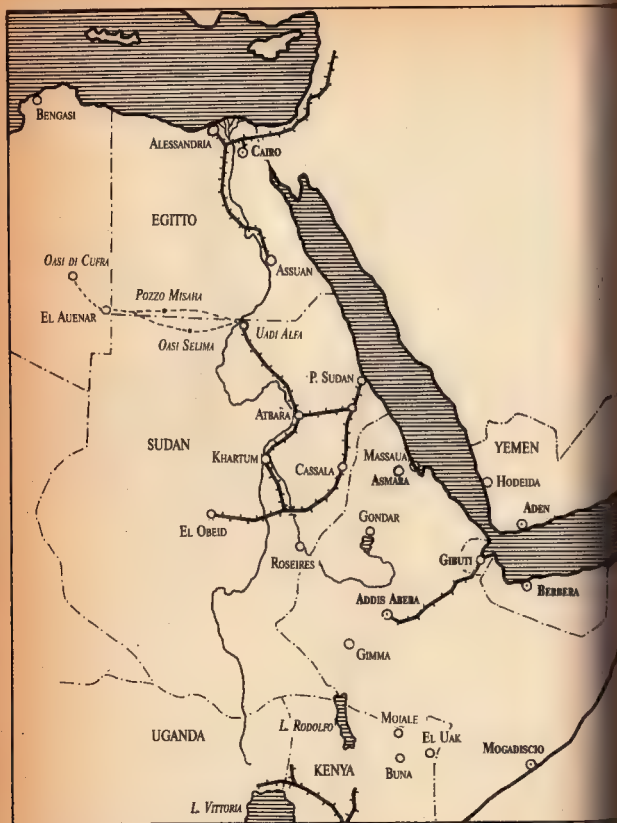 BENGASI
ALESSANDRIA
CAIRO
EGITTO
OASI DI CUFRA
ASSUAN
POZZO MISAHA
EL AUENAR
OASI SELIMA
UADI ALFA
P. SUDAN
ATBARA
SUDAN
MASSAUA
YEMEN
KHARTUM
CASSALA
ASMARA
HODEIDA
EL OBEID
GONDAR
ADEN
ROSEIRES
GIBUTI
ADDIS ABEBA
BERBERA
GIMMA
UGANDA
L. RODOLFO
MOIALE
EL UAK
KENYA
BUNA
MOGADISCIO
L. VITTORIA